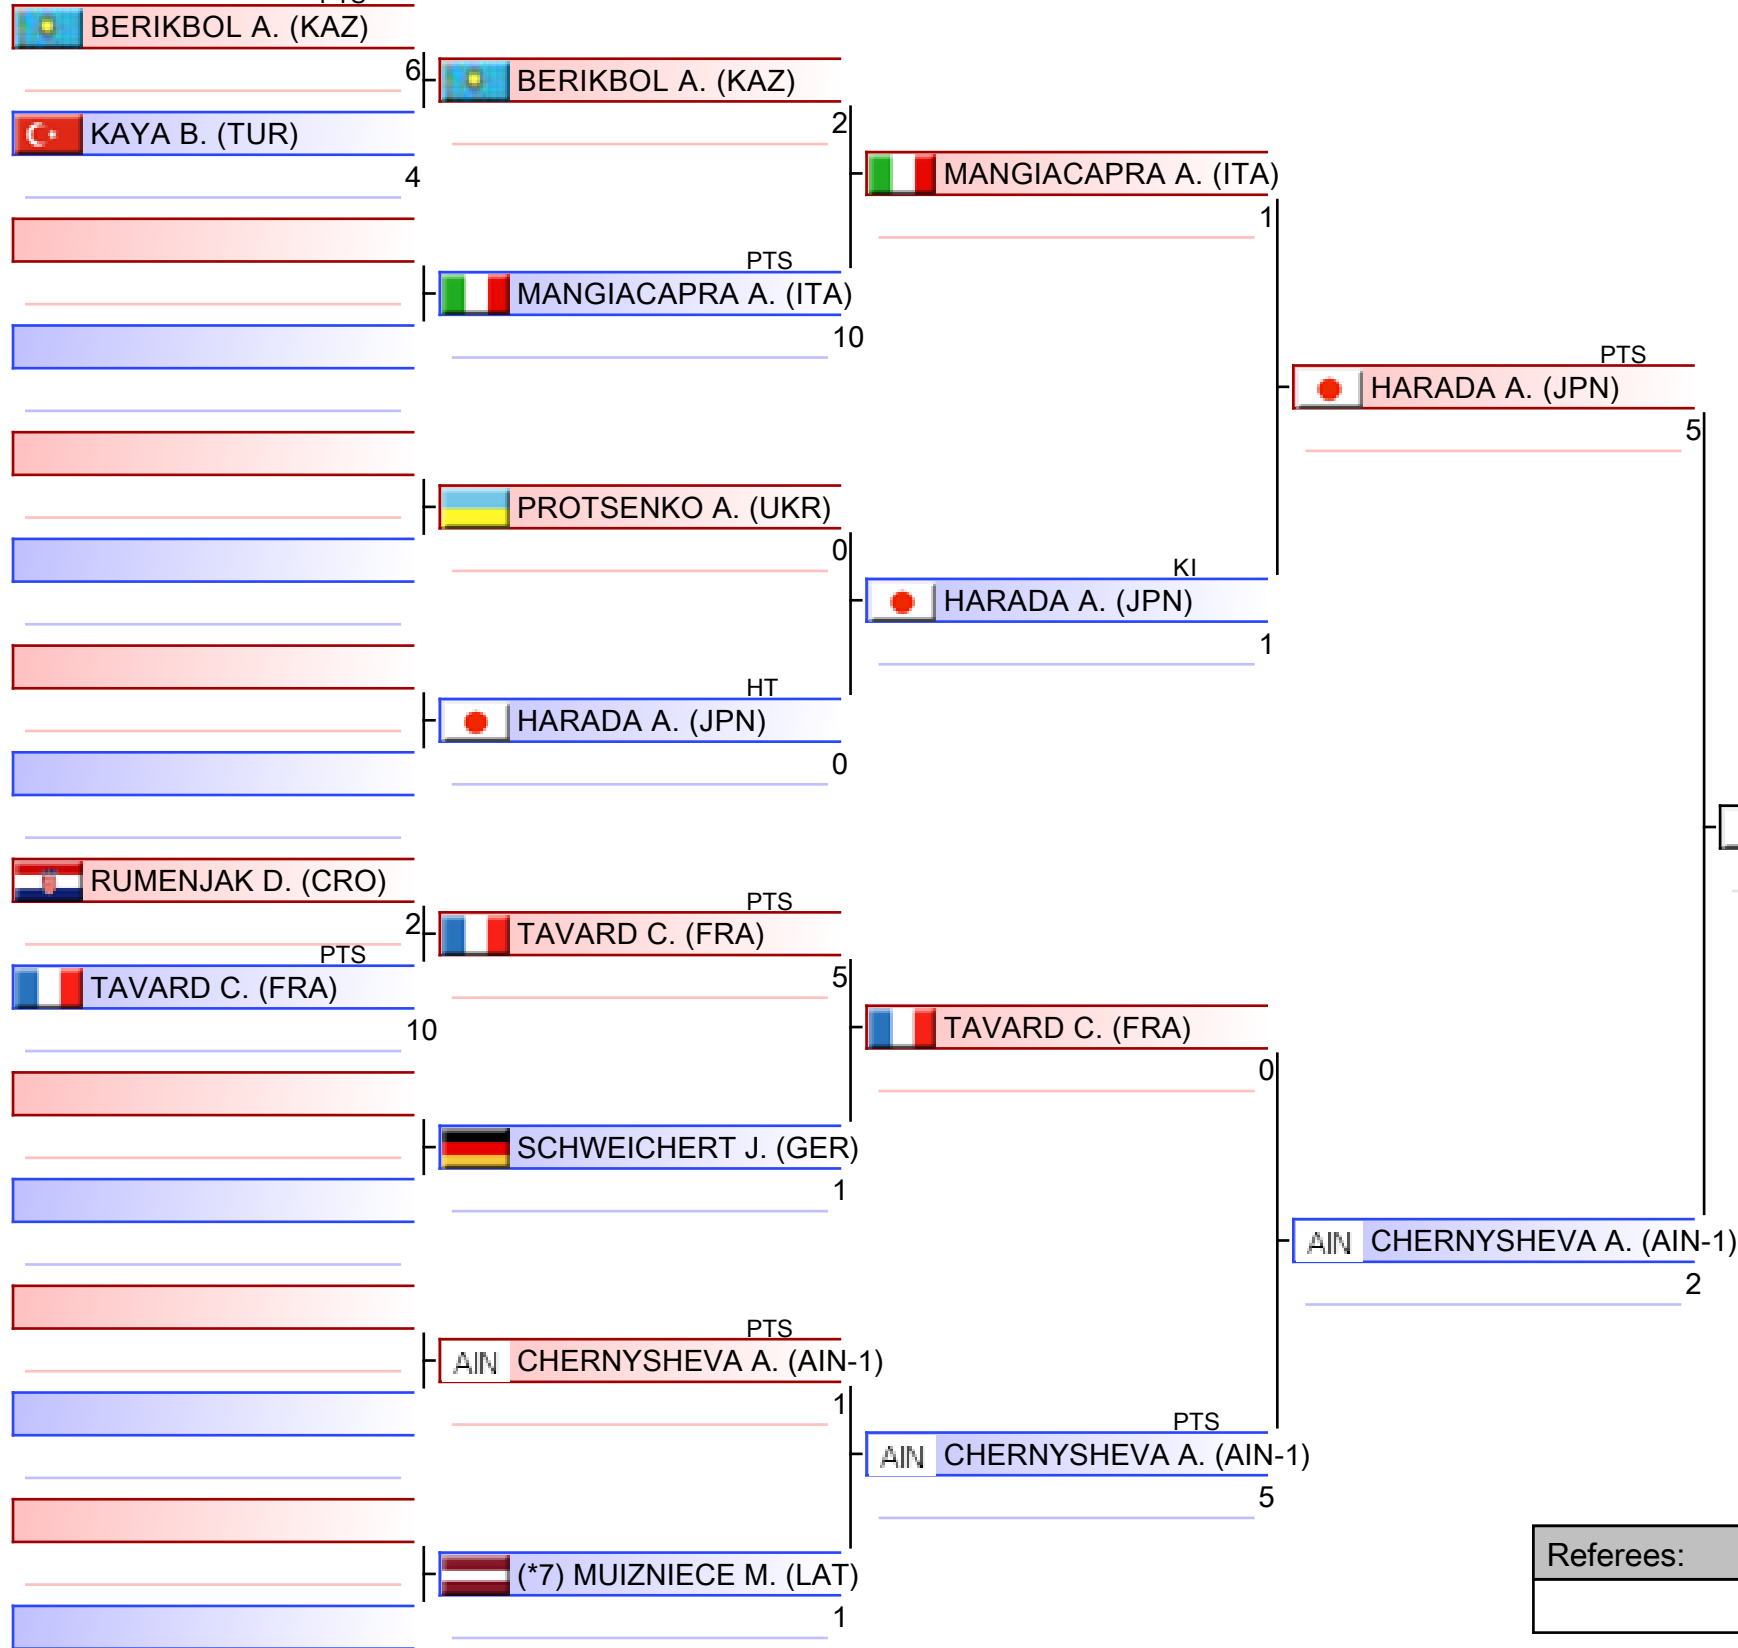 BERIKBOL A. (KAZ)
6
KAYA B. (TUR)
4
RUMENJAK D. (CRO)
2
PTS
TAVARD C. (FRA)
10
BERIKBOL A. (KAZ)
2
PTS
MANGIACAPRA A. (ITA)
10
PROTSENKO A. (UKR)
0
HT
HARADA A. (JPN)
0
PTS
TAVARD C. (FRA)
5
SCHWEICHERT J. (GER)
1
PTS
AIN CHERNYSHEVA A. (AIN-1)
1
(*7) MUIZNIECE M. (LAT)
1
MANGIACAPRA A. (ITA)
1
KI
HARADA A. (JPN)
1
TAVARD C. (FRA)
0
PTS
AIN CHERNYSHEVA A. (AIN-1)
5
PTS
HARADA A. (JPN)
5
AIN CHERNYSHEVA A. (AIN-1)
2
Referees: